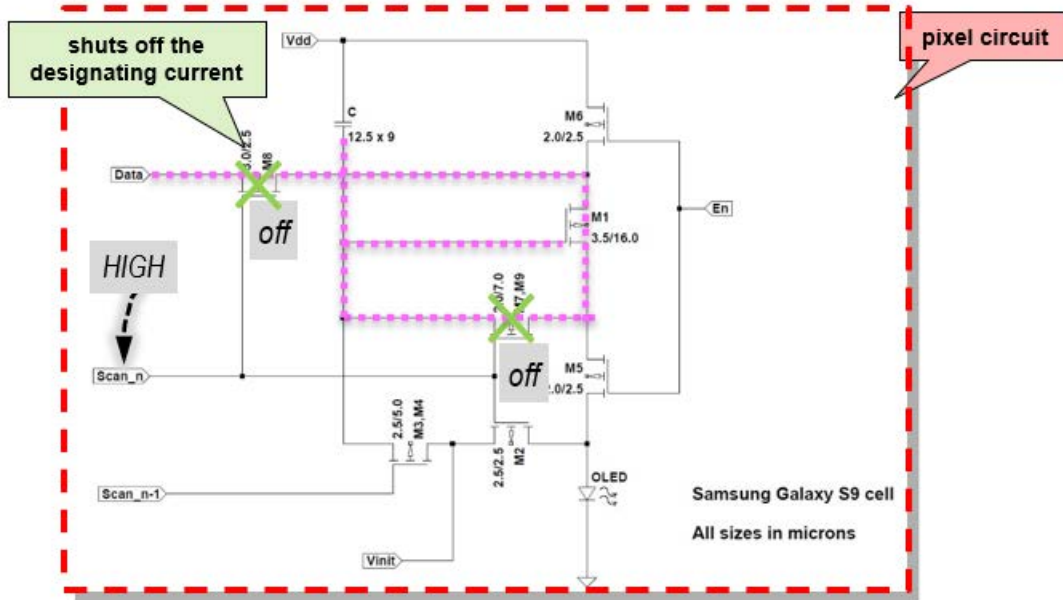 shuts off the
designating current
pixel circuit
Vdd
C
12.5 x 9
M6
2.0/2.5
M8
Data
off
En
M1
3.5/16.0
HIGH
M7,M9
Scan_n
off
M5
2.0/2.5
2.5/5.0
M3,M4
2.5/2.5
M2
Scan_n-1
OLED
Samsung Galaxy S9 cell
All sizes in microns
Vinit